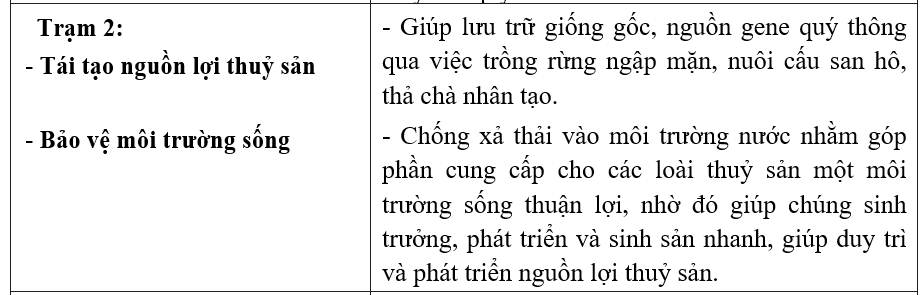 Trạm 2:
- Tái tạo nguồn lợi thuỷ sản
- Bảo vệ môi trường sống
- Giúp lưu trữ giống gốc, nguồn gene quý thông
qua việc trồng rừng ngập mặn, nuôi cấu san hô,
thả chà nhân tạo.
- Chống xả thải vào môi trường nước nhằm góp
phần cung cấp cho các loài thuỷ sản một môi
trường sống thuận lợi, nhờ đó giúp chúng sinh
trưởng, phát triển và sinh sản nhanh, giúp duy trì
và phát triển nguồn lợi thuỷ sản.